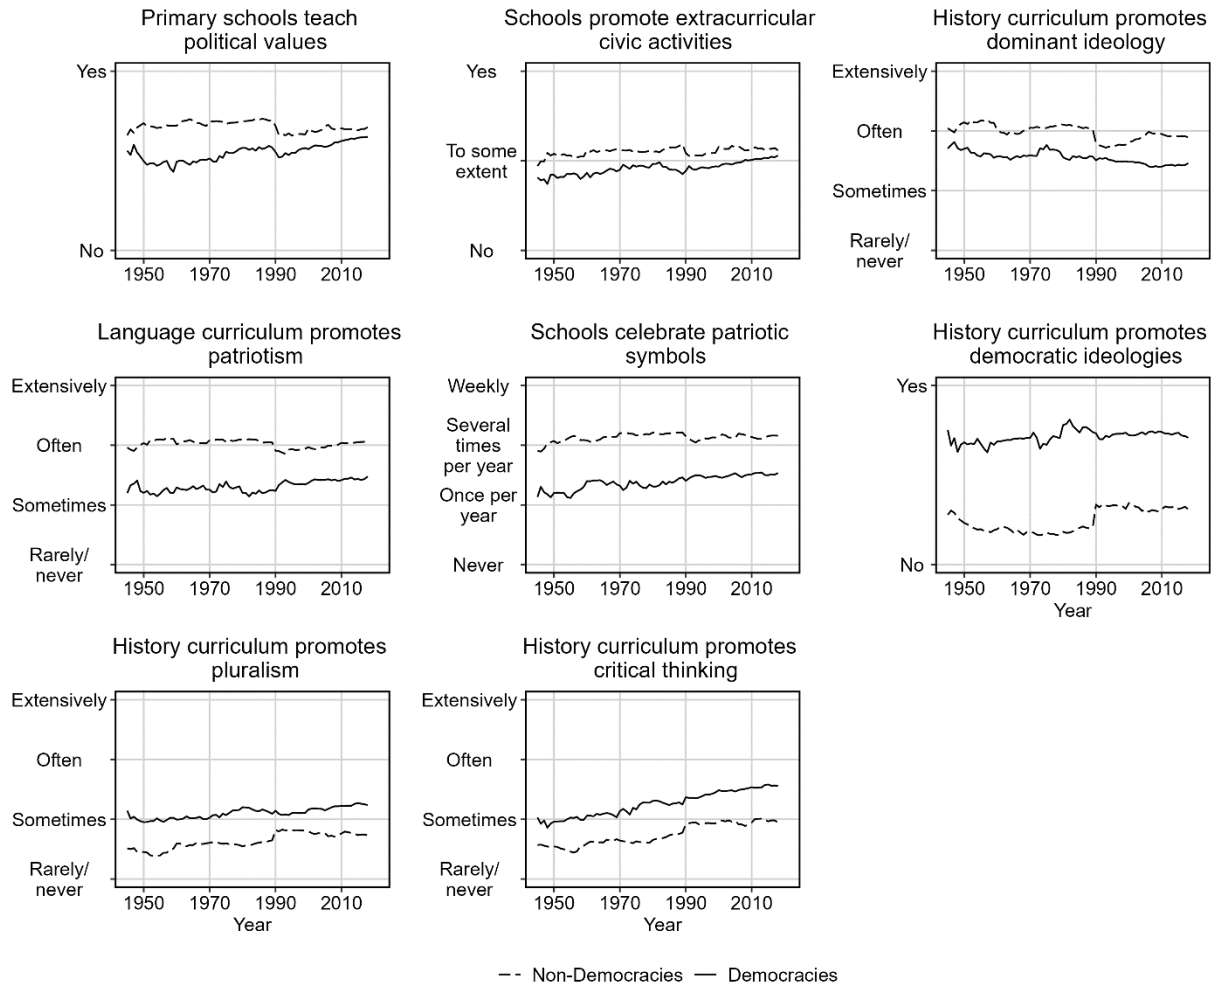 Primary schools teach
political values
Yes
No
1950 1970 1990 2010
Schools promote extracurricular
civic activities
Yes
To some
extent
No
1950 1970 1990 2010
History curriculum promotes
dominant ideology
Extensively
Often
Sometimes
Rarely/
never
1950 1970 1990 2010
Language curriculum promotes
patriotism
Extensively
Often
Sometimes
Rarely/
never
1950 1970 1990 2010
Schools celebrate patriotic
symbols
Weekly
Several
times
per year
Once per
year
Never
1950 1970 1990 2010
History curriculum promotes
democratic ideologies
Yes
No
1950 1970 1990 2010
Year
History curriculum promotes
pluralism
Extensively
Often
Sometimes
Rarely/
never
1950 1970 1990 2010
Year
History curriculum promotes
critical thinking
Extensively
Often
Sometimes
Rarely/
never
1950 1970 1990 2010
Year
Non-Democracies Democracies